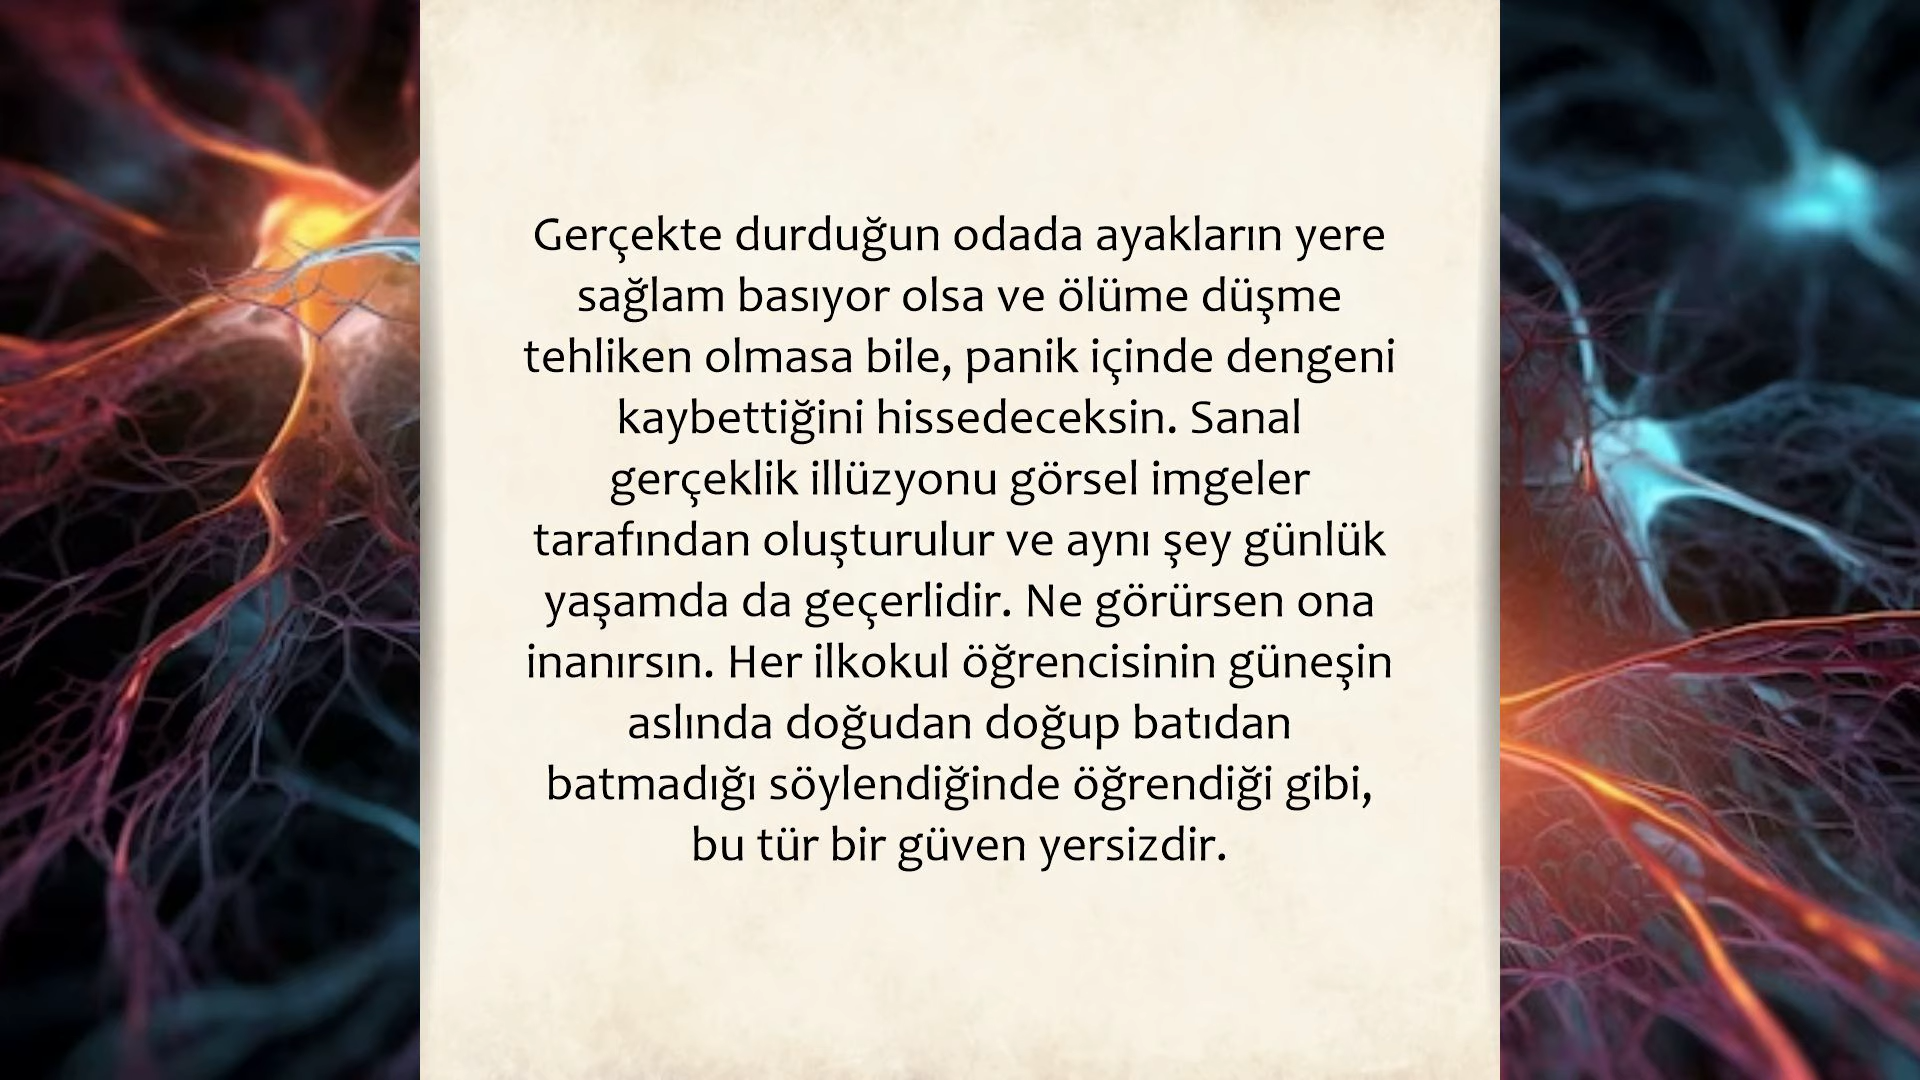 Gerçekte durduğun odada ayakların yere
sağlam basıyor olsa ve ölüme düşme
tehliken olmasa bile, panik içinde dengeni
kaybettiğini hissedeceksin. Sanal
gerçeklik illüzyonu görsel imgeler
tarafından oluşturulur ve aynı şey günlük
yaşamda da geçerlidir. Ne görürsen ona
inanırsın. Her ilkokul öğrencisinin güneşin
aslında doğudan doğup batıdan
batmadığı söylendiğinde öğrendiği gibi,
bu tür bir güven yersizdir.